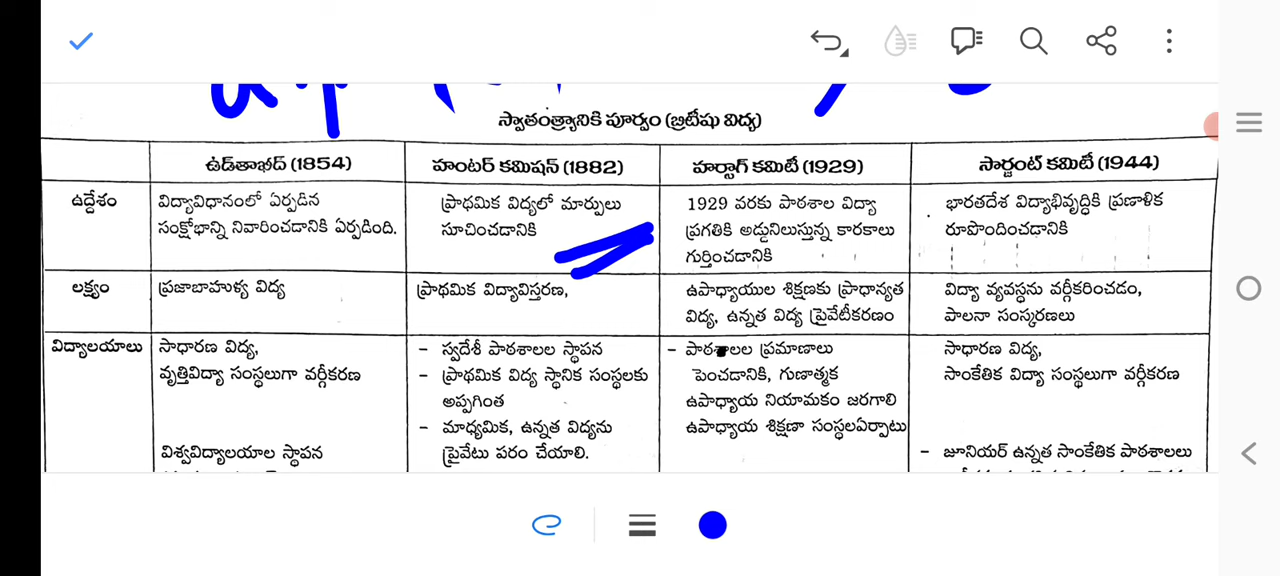 స్వాతంత్ర్యానికి పూర్వం (బ్రిటీషు విద్య)
ఉడ్‌తాఖీద్ (1854) హంటర్ కమిషన్ (1882) హర్సాగ్ కమిటీ (1929) సార్జంట్ కమిటీ (1944)
ఉద్దేశం విద్యావిధానంలో ఏర్పడిన ప్రాథమిక విద్యలో మార్పులు 1929 వరకు పాఠశాల విద్యా భారతదేశ విద్యాభివృద్ధికి ప్రణాళిక
సంక్షోభాన్ని నివారించడానికి ఏర్పడింది. సూచించడానికి ప్రగతికి అడ్డునిలుస్తున్న కారకాలు రూపొందించడానికి
గుర్తించడానికి
లక్ష్యం ప్రజాబాహుళ్య విద్య ప్రాథమిక విద్యావిస్తరణ, ఉపాధ్యాయుల శిక్షణకు ప్రాధాన్యత విద్యా వ్యవస్థను వర్గీకరించడం,
విద్య, ఉన్నత విద్య ప్రైవేటీకరణం పాలనా సంస్కరణలు
విద్యాలయాలు సాధారణ విద్య, – స్వదేశీ పాఠశాలల స్థాపన – పాఠశాలల ప్రమాణాలు సాధారణ విద్య,
వృత్తివిద్యా సంస్థలుగా వర్గీకరణ – ప్రాథమిక విద్య స్థానిక సంస్థలకు పెంచడానికి, గుణాత్మక సాంకేతిక విద్యా సంస్థలుగా వర్గీకరణ
అప్పగింత ఉపాధ్యాయ నియామకం జరగాలి
– మాధ్యమిక, ఉన్నత విద్యను ఉపాధ్యాయ శిక్షణా సంస్థలఏర్పాటు
విశ్వవిద్యాలయాల స్థాపన ప్రైవేటు పరం చేయాలి. – జూనియర్ ఉన్నత సాంకేతిక పాఠశాలలు